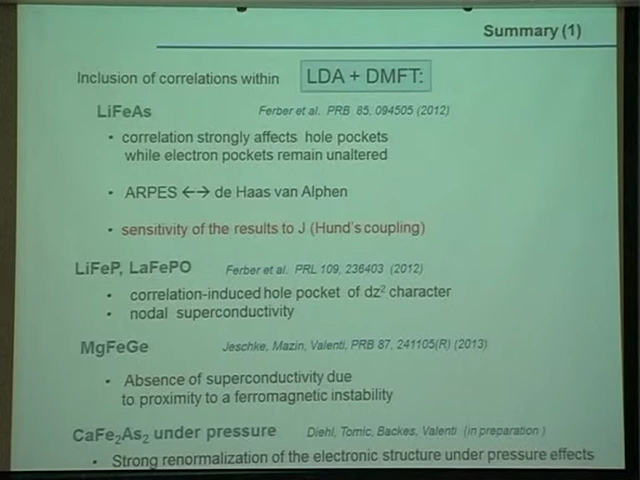 Summary (1)
Inclusion of correlations within LDA + DMFT:
LiFeAs Ferber et al. PRB 85, 094505 (2012)
• correlation strongly affects hole pockets
while electron pockets remain unaltered
• ARPES ←→ de Haas van Alphen
• sensitivity of the results to J (Hund's coupling)
LiFeP, LaFePO Ferber et al. PRL 109, 236403 (2012)
• correlation-induced hole pocket of dz² character
• nodal superconductivity
MgFeGe Jeschke, Mazin, Valenti, PRB 87, 241105(R) (2013)
• Absence of superconductivity due
to proximity to a ferromagnetic instability
CaFe₂As₂ under pressure Diehl, Tomic, Backes, Valenti (in preparation )
• Strong renormalization of the electronic structure under pressure effects